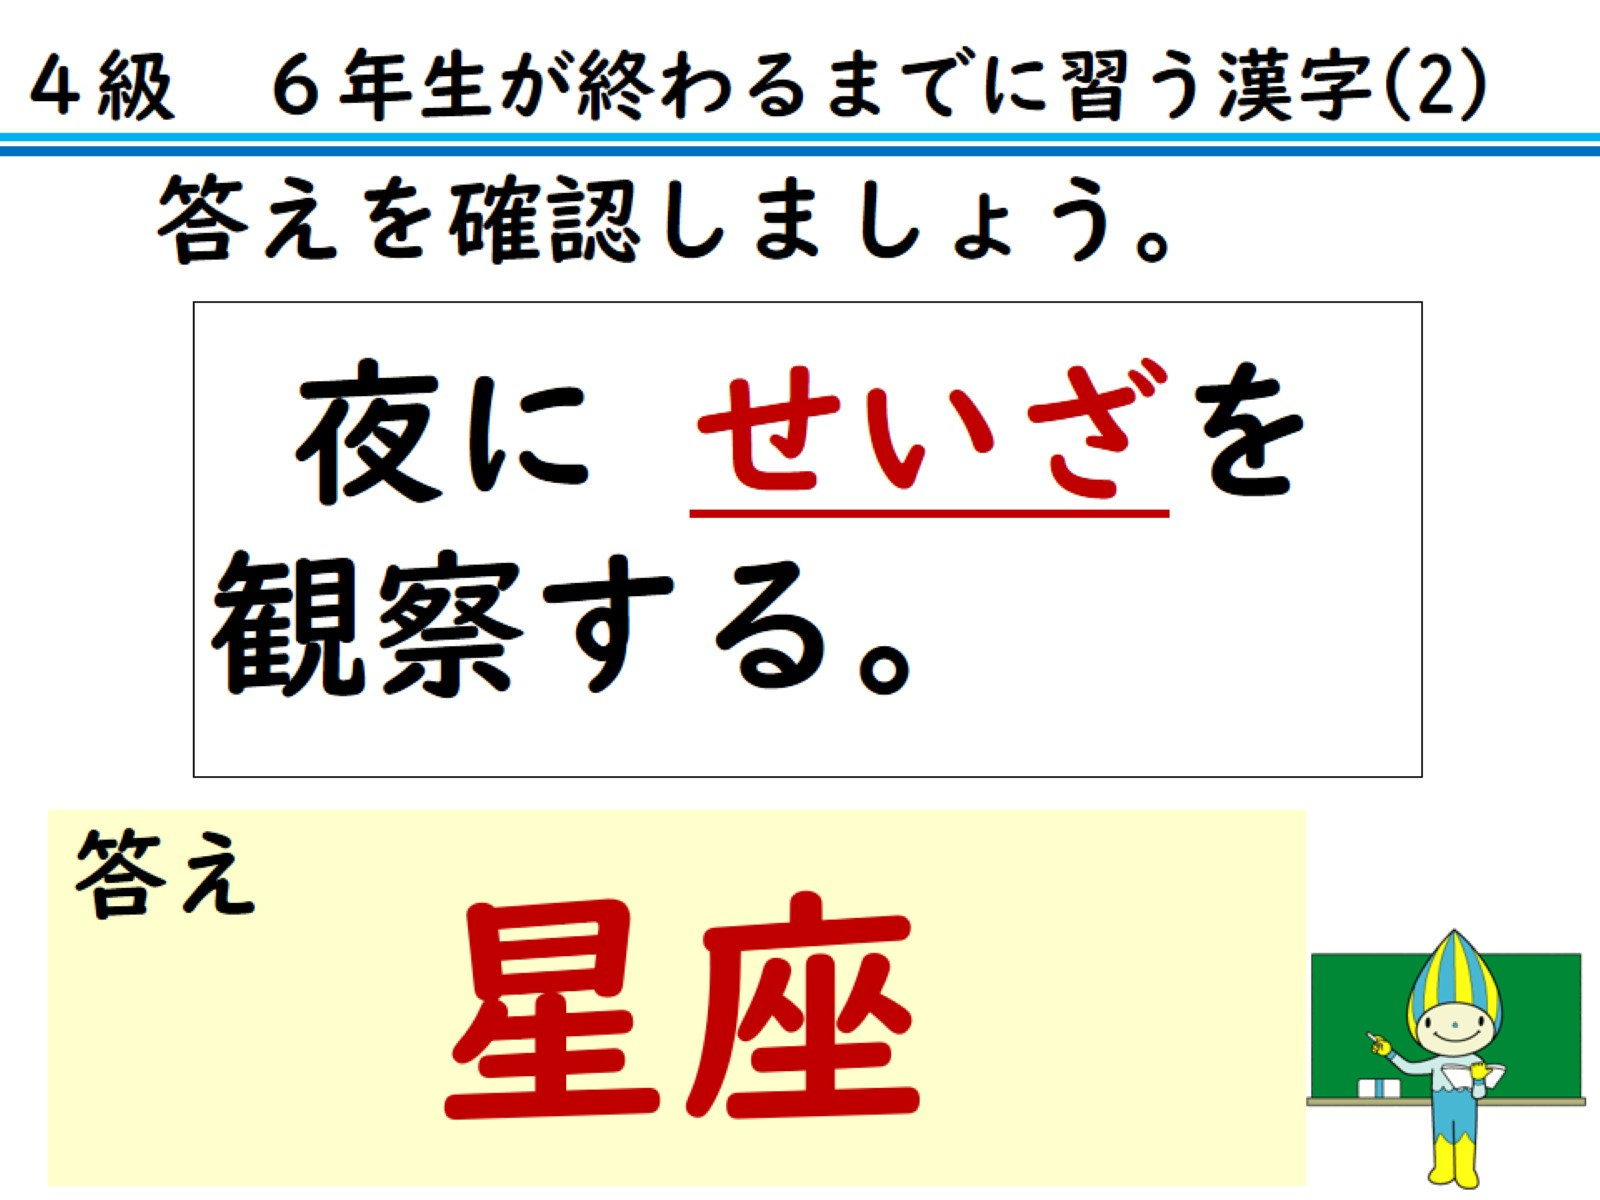 ４級　６年生が終わるまでに習う漢字(2)
答えを確認しましょう。
夜に せいざを
観察する。
答え
星座